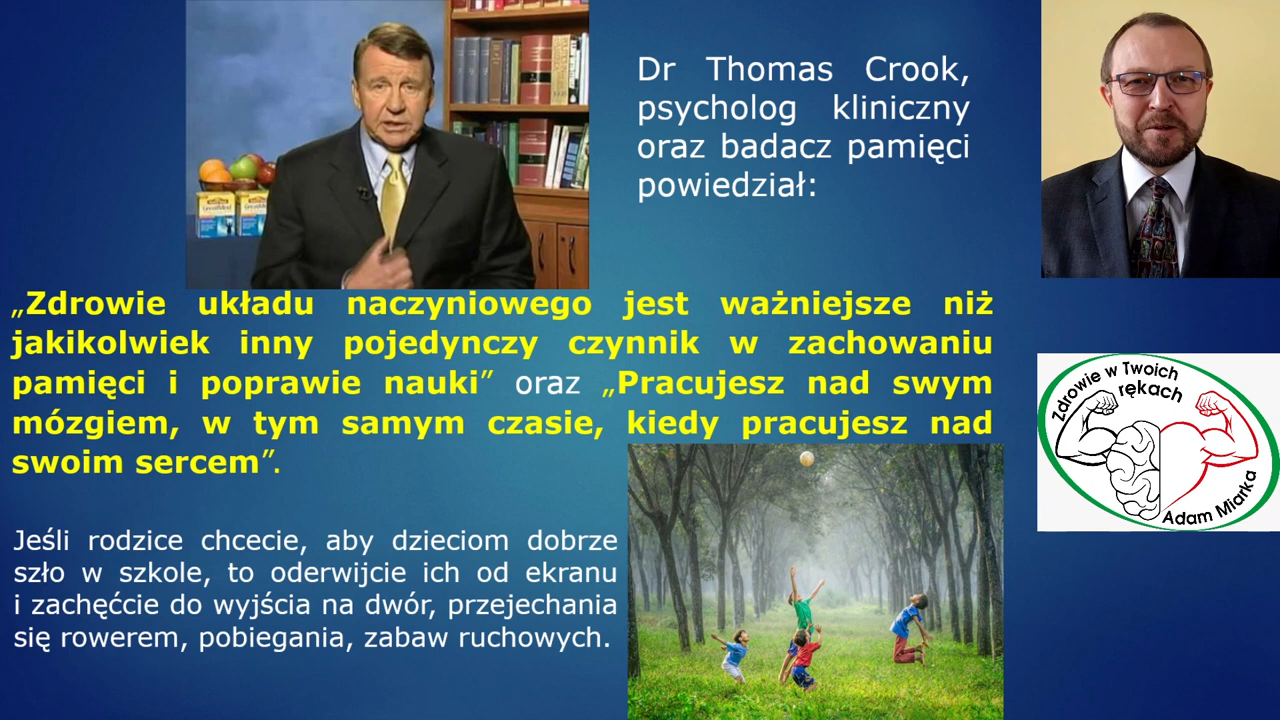 Dr Thomas Crook,
psycholog kliniczny
oraz badacz pamięci
powiedział:
„Zdrowie układu naczyniowego jest ważniejsze niż
jakikolwiek inny pojedynczy czynnik w zachowaniu
pamięci i poprawie nauki” oraz „Pracujesz nad swym
mózgiem, w tym samym czasie, kiedy pracujesz nad
swoim sercem”.
Jeśli rodzice chcecie, aby dzieciom dobrze
szło w szkole, to oderwijcie ich od ekranu
i zachęćcie do wyjścia na dwór, przejechania
się rowerem, pobiegania, zabaw ruchowych.
Zdrowie w Twoich
rękach
Adam Miarka